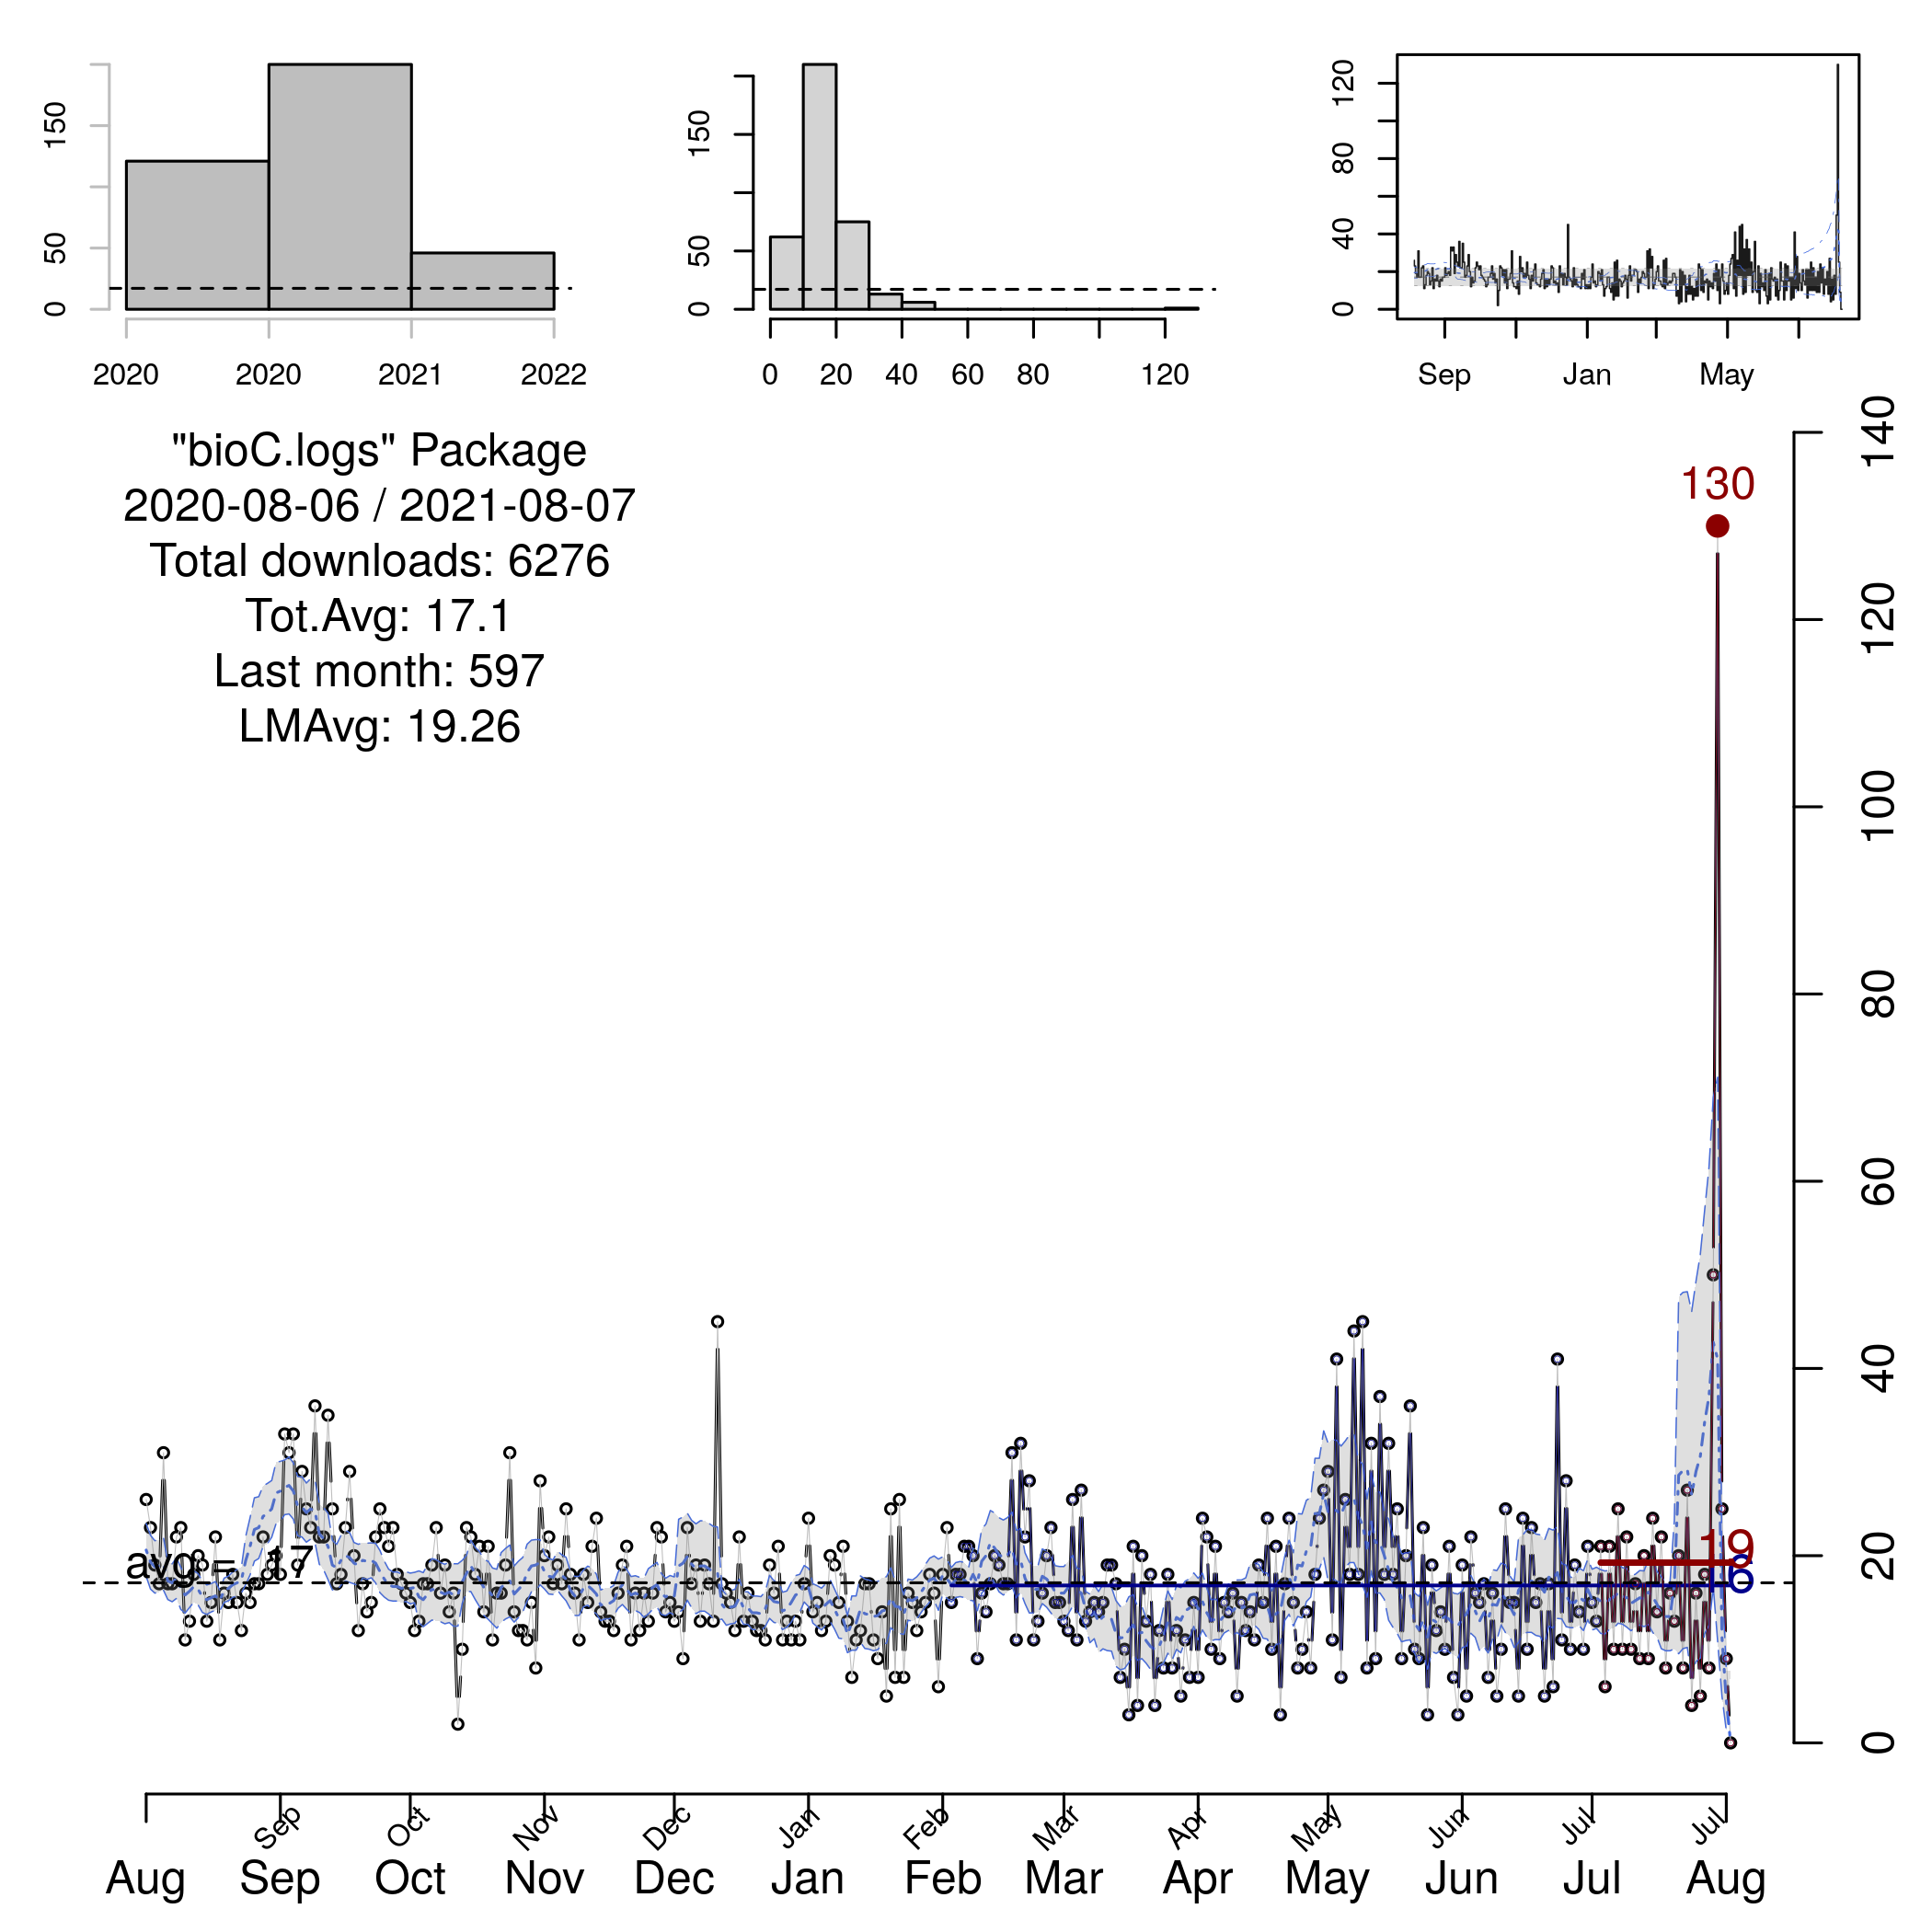 150
50
0
2020 2020 2021 2022
150
50
0
0 20 40 60 80 120
120
80
40
0
Sep Jan May
"bioC.logs" Package
2020-08-06 / 2021-08-07
Total downloads: 6276
Tot.Avg: 17.1
Last month: 597
LMAvg: 19.26
130
140
120
100
80
60
40
20
0
avg = 17
19
16
Sep Oct Nov Dec Jan Feb Mar Apr May Jun Jul Jul
Aug Sep Oct Nov Dec Jan Feb Mar Apr May Jun Jul Aug